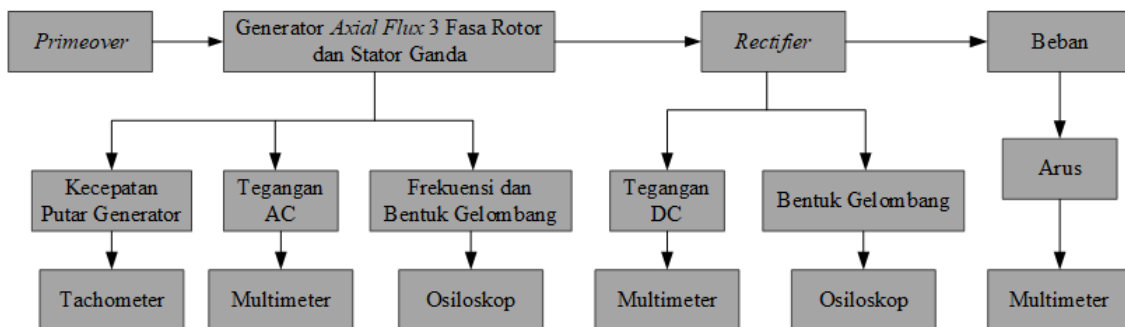 Primeover
Generator Axial Flux 3 Fasa Rotor
dan Stator Ganda
Rectifier
Beban
Kecepatan
Putar Generator
Tegangan
AC
Frekuensi dan
Bentuk Gelombang
Tegangan
DC
Bentuk Gelombang
Arus
Tachometer
Multimeter
Osiloskop
Multimeter
Osiloskop
Multimeter